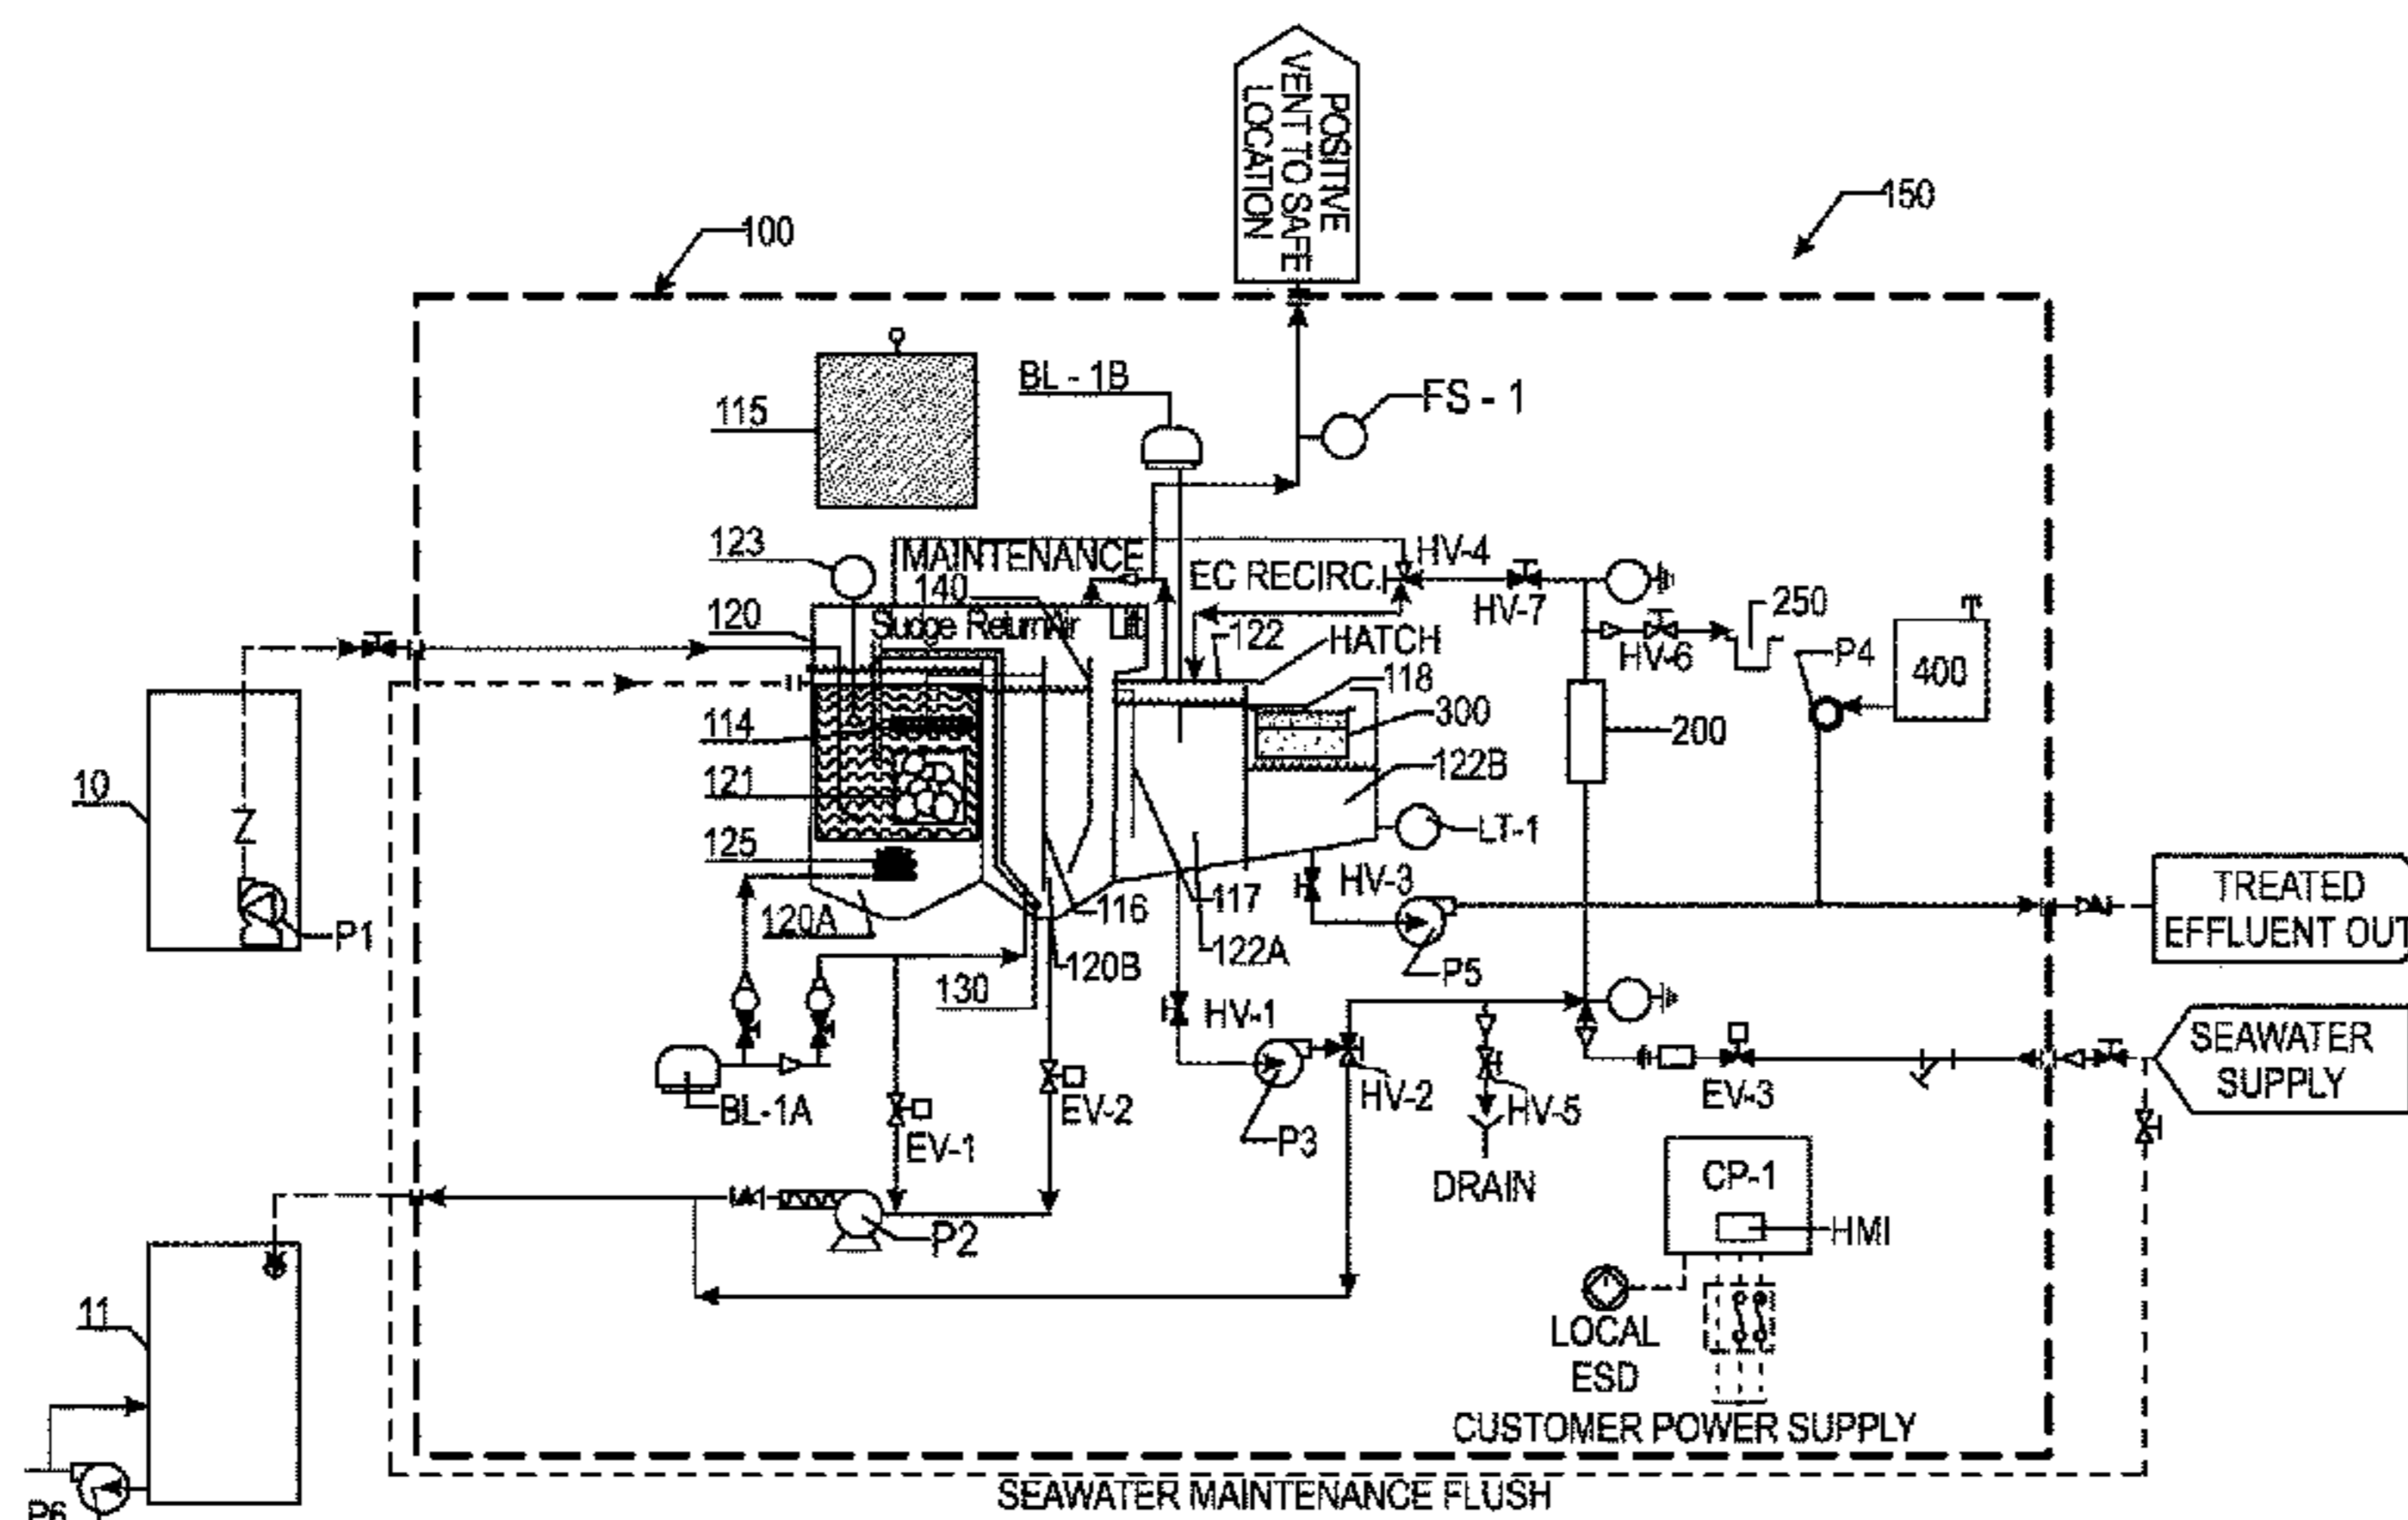 POSITIVE
VENT TO SAFE
LOCATION
150
100
BL - 1B
FS - 1
115
123
MAINTENANCE
HV-4
EC RECIRC.
140
HV-7
250
120
Sludge Return Air Lift
122
HATCH
HV-6
P4
118
400
114
300
200
10
121
122B
125
LT-1
HV-3
TREATED
EFFLUENT OUT
120A
116
117
P1
120B
122A
P5
130
HV-1
SEAWATER
SUPPLY
BL-1A
EV-2
HV-2
HV-5
EV-3
EV-1
P3
DRAIN
CP-1
P2
HMI
11
LOCAL
ESD
CUSTOMER POWER SUPPLY
SEAWATER MAINTENANCE FLUSH
P6